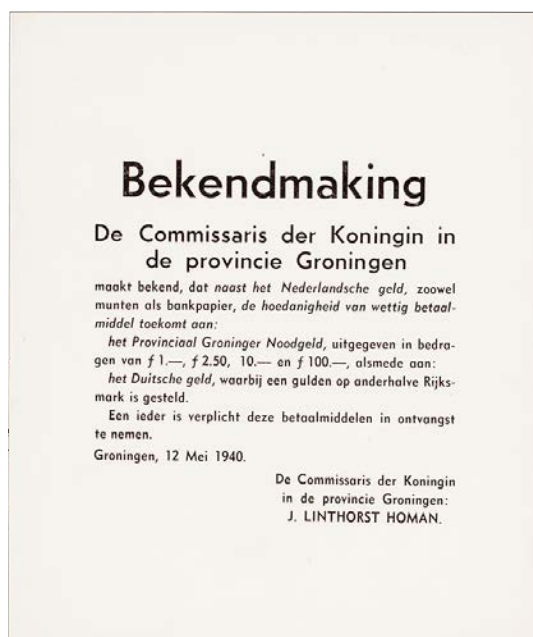 Bekendmaking
De Commissaris der Koningin in
de provincie Groningen
maakt bekend, dat naast het Nederlandsche geld, zoowel
munten als bankpapier, de hoedanigheid van wettig betaal-
middel toekomt aan:
het Provinciaal Groninger Noodgeld, uitgegeven in bedra-
gen van ƒ 1.—, ƒ 2.50, 10.— en ƒ 100.—, alsmede aan:
het Duitsche geld, waarbij een gulden op anderhalve Rijks-
mark is gesteld.
Een ieder is verplicht deze betaalmiddelen in ontvangst
te nemen.
Groningen, 12 Mei 1940.
De Commissaris der Koningin
in de provincie Groningen:
J. LINTHORST HOMAN.